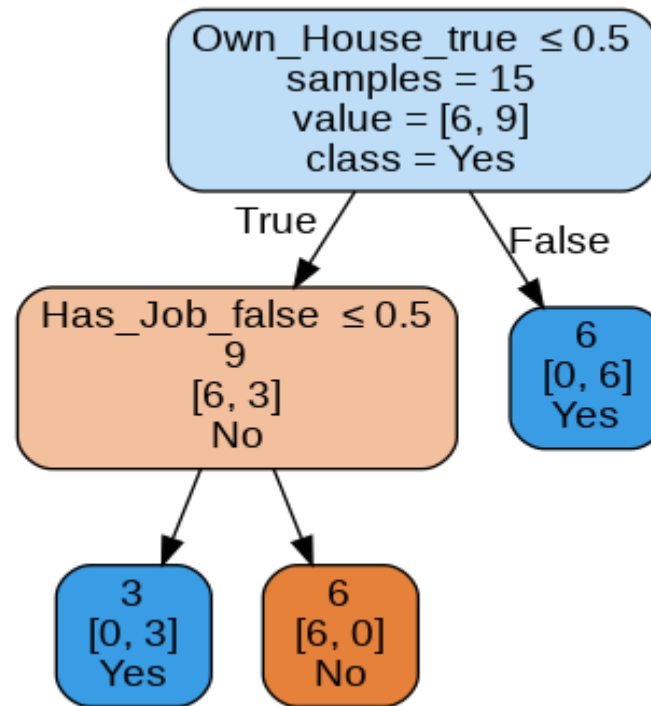 Own_House_true ≤ 0.5
samples = 15
value = [6, 9]
class = Yes
True
False
Has_Job_false ≤ 0.5
9
[6, 3]
No
6
[0, 6]
Yes
3
[0, 3]
Yes
6
[6, 0]
No